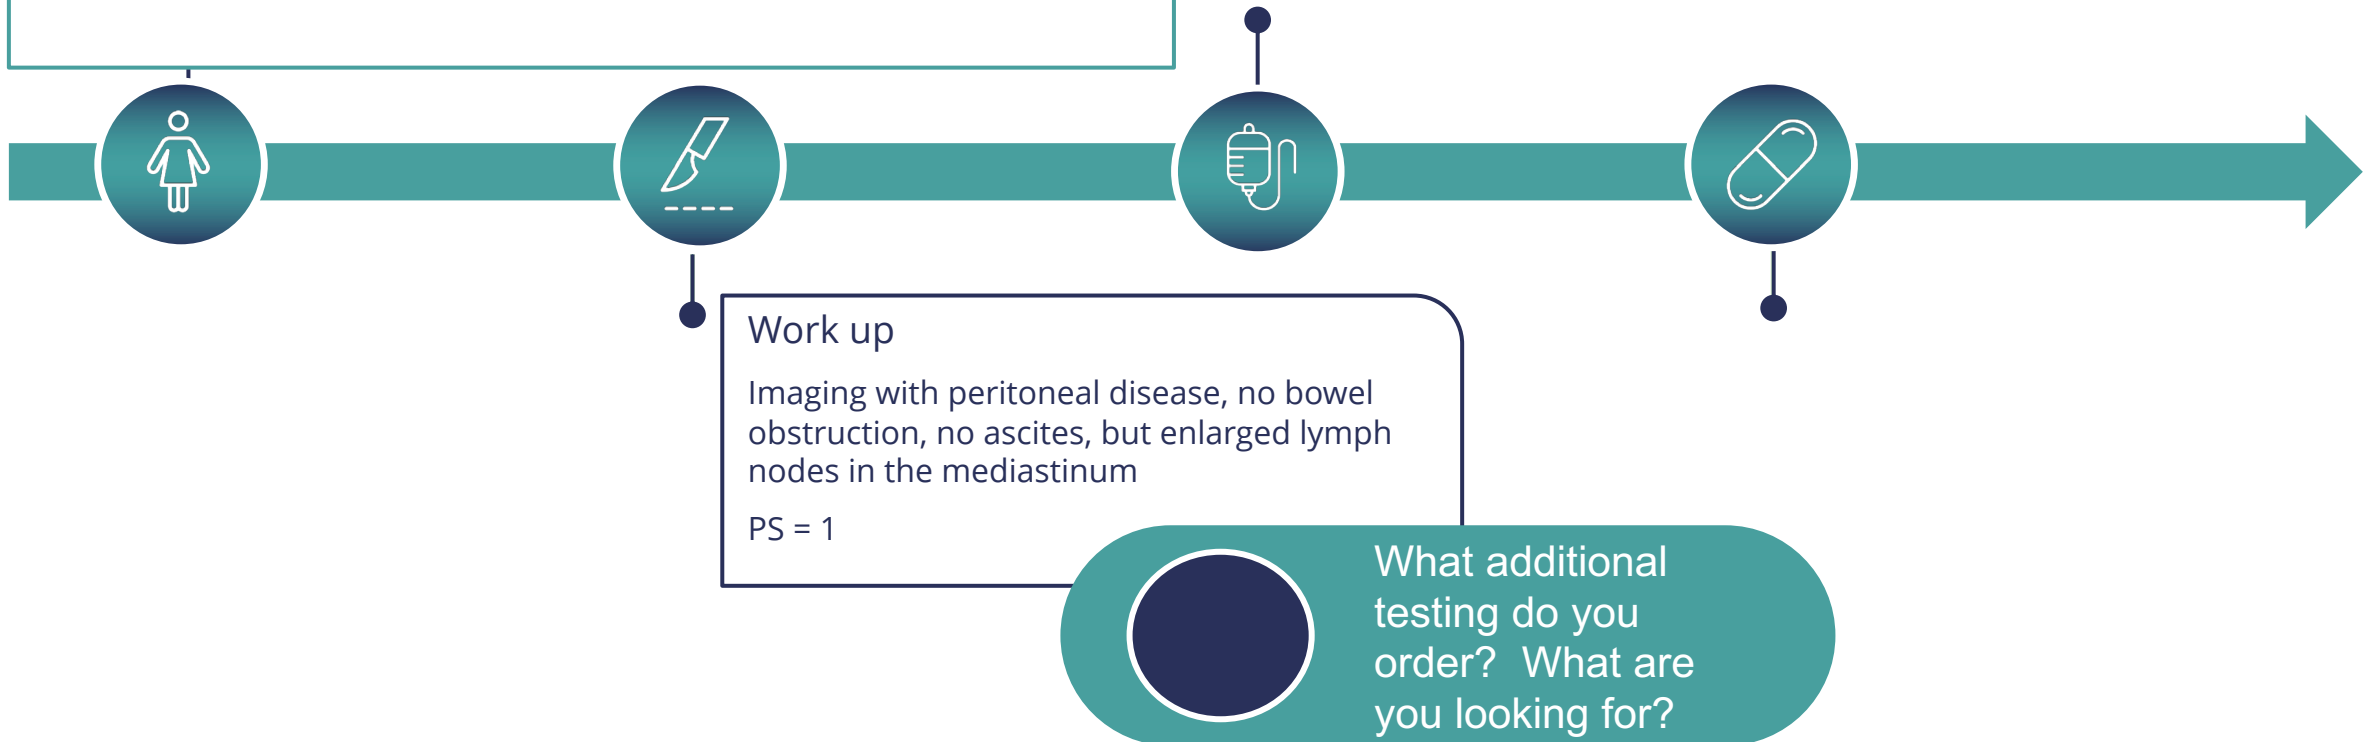 Work up
Imaging with peritoneal disease, no bowel
obstruction, no ascites, but enlarged lymph
nodes in the mediastinum
PS = 1
What additional
testing do you
order?  What are
you looking for?